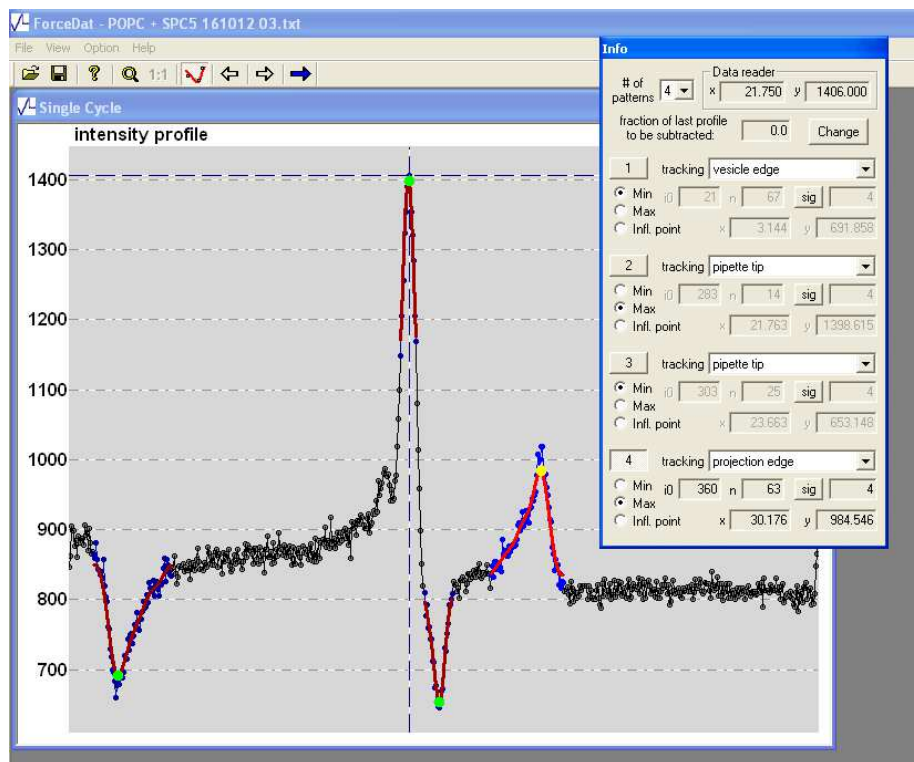 ForceDat - POPC + SPC5 161012 03.txt
File View Option Help
1:1
Single Cycle
intensity profile
1400
1300
1200
1100
1000
900
800
700
Info
# of patterns 4
Data reader
x 21.750 y 1406.000
fraction of last profile
to be subtracted: 0.0 Change
1 tracking vesicle edge
Min i0 21 n 67 sig 4
Max
Infl. point x 3.144 y 691.858
2 tracking pipette tip
Min i0 283 n 14 sig 4
Max
Infl. point x 21.763 y 1398.615
3 tracking pipette tip
Min i0 303 n 25 sig 4
Max
Infl. point x 23.663 y 653.148
4 tracking projection edge
Min i0 360 n 63 sig 4
Max
Infl. point x 30.176 y 984.546